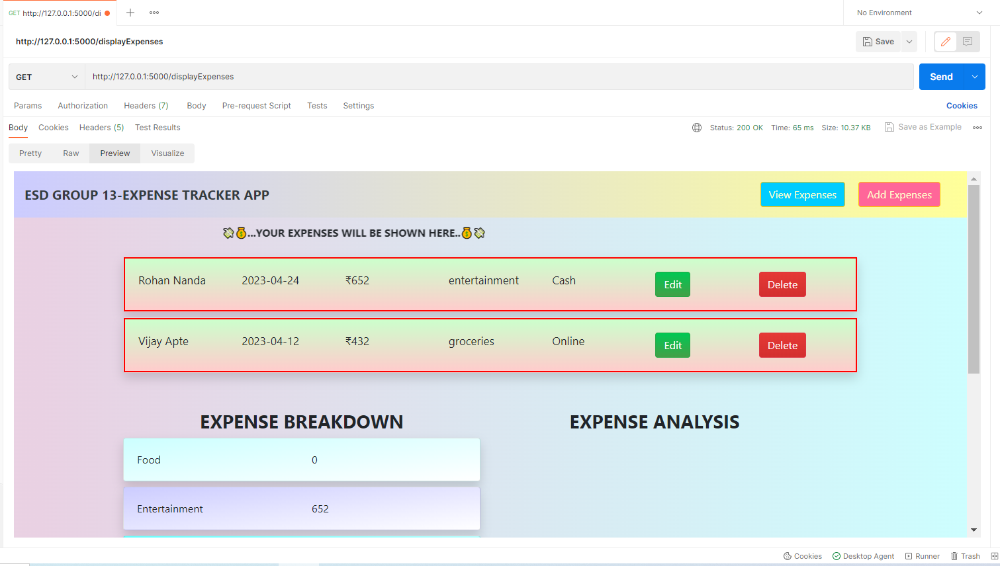 GET http://127.0.0.1:5000/di
No Environment
http://127.0.0.1:5000/displayExpenses
Save
GET http://127.0.0.1:5000/displayExpenses
Send
Params Authorization Headers (7) Body Pre-request Script Tests Settings
Cookies
Body Cookies Headers (5) Test Results
Status: 200 OK Time: 65 ms Size: 10.37 KB Save as Example
Pretty Raw Preview Visualize
ESD GROUP 13-EXPENSE TRACKER APP
View Expenses Add Expenses
💸💰...YOUR EXPENSES WILL BE SHOWN HERE..💰💸
Rohan Nanda 2023-04-24 ₹652 entertainment Cash Edit Delete
Vijay Apte 2023-04-12 ₹432 groceries Online Edit Delete
EXPENSE BREAKDOWN
EXPENSE ANALYSIS
Food 0
Entertainment 652
Cookies Desktop Agent Runner Trash